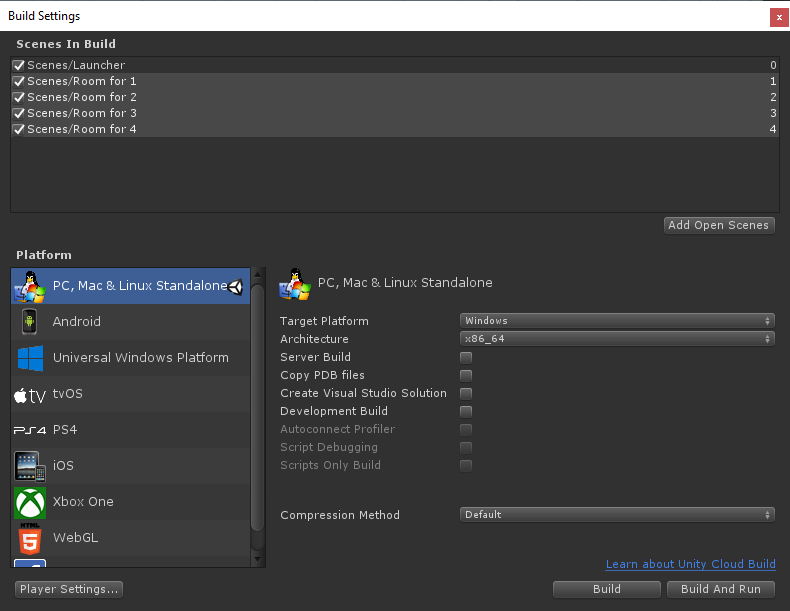 Build Settings
x
Scenes In Build
Scenes/Launcher 0
Scenes/Room for 1 1
Scenes/Room for 2 2
Scenes/Room for 3 3
Scenes/Room for 4 4
Add Open Scenes
Platform
PC, Mac & Linux Standalone
Android
Universal Windows Platform
tv tvOS
PS4 PS4
iOS
Xbox One
HTML 5 WebGL
PC, Mac & Linux Standalone
Target Platform Windows
Architecture x86_64
Server Build
Copy PDB files
Create Visual Studio Solution
Development Build
Autoconnect Profiler
Script Debugging
Scripts Only Build
Compression Method Default
Learn about Unity Cloud Build
Player Settings...
Build
Build And Run